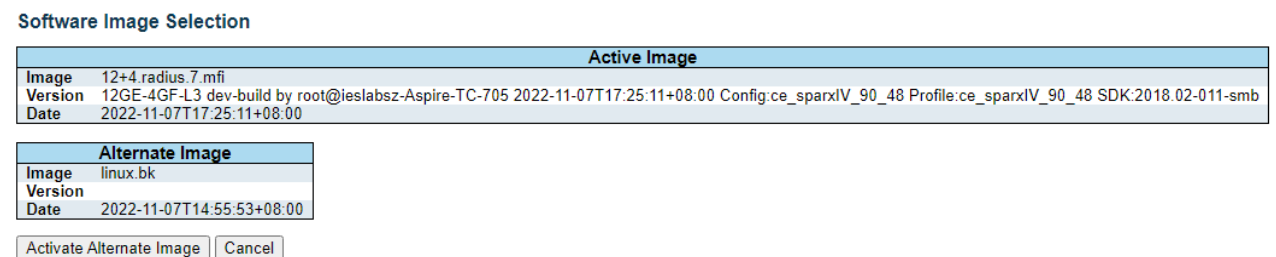 Software Image Selection
Active Image
Image 12+4.radius.7.mfi
Version 12GE-4GF-L3 dev-build by root@ieslabsz-Aspire-TC-705 2022-11-07T17:25:11+08:00 Config:ce_sparxIV_90_48 Profile:ce_sparxIV_90_48 SDK:2018.02-011-smb
Date 2022-11-07T17:25:11+08:00
Alternate Image
Image linux.bk
Version
Date 2022-11-07T14:55:53+08:00
Activate Alternate Image Cancel